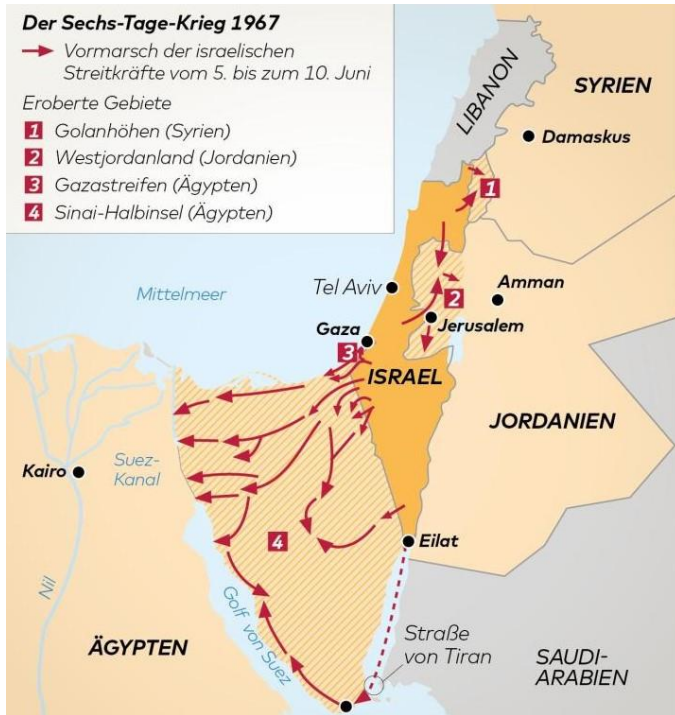 Der Sechs-Tage-Krieg 1967
Vormarsch der israelischen
Streitkräfte vom 5. bis zum 10. Juni
Eroberte Gebiete
1 Golanhöhen (Syrien)
2 Westjordanland (Jordanien)
3 Gazastreifen (Ägypten)
4 Sinai-Halbinsel (Ägypten)
LIBANON
SYRIEN
Damaskus
1
Mittelmeer
Tel Aviv
Amman
2
Jerusalem
Gaza
3
ISRAEL
JORDANIEN
Kairo
Suez-
Kanal
4
Eilat
Nil
Golf von Suez
ÄGYPTEN
Straße
von Tiran
SAUDI-
ARABIEN